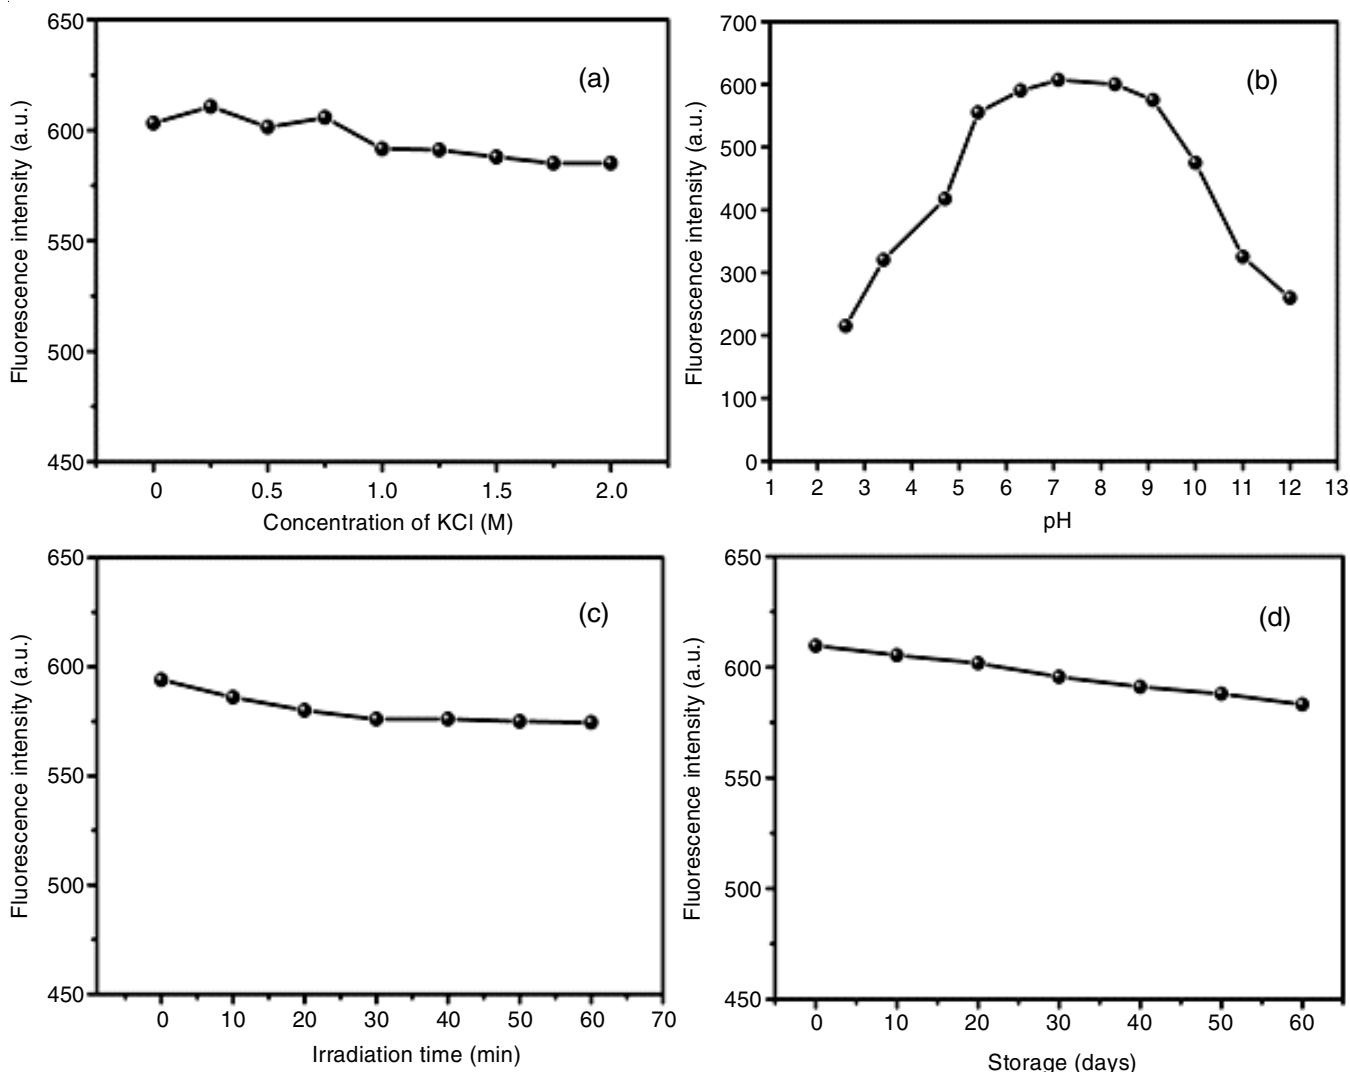 650
600
550
500
450
Fluorescence intensity (a.u.)
(a)
0 0.5 1.0 1.5 2.0
Concentration of KCl (M)
700
600
500
400
300
200
100
0
Fluorescence intensity (a.u.)
(b)
1 2 3 4 5 6 7 8 9 10 11 12 13
pH
650
600
550
500
450
Fluorescence intensity (a.u.)
(c)
0 10 20 30 40 50 60 70
Irradiation time (min)
650
600
550
500
450
Fluorescence intensity (a.u.)
(d)
0 10 20 30 40 50 60
Storage (days)